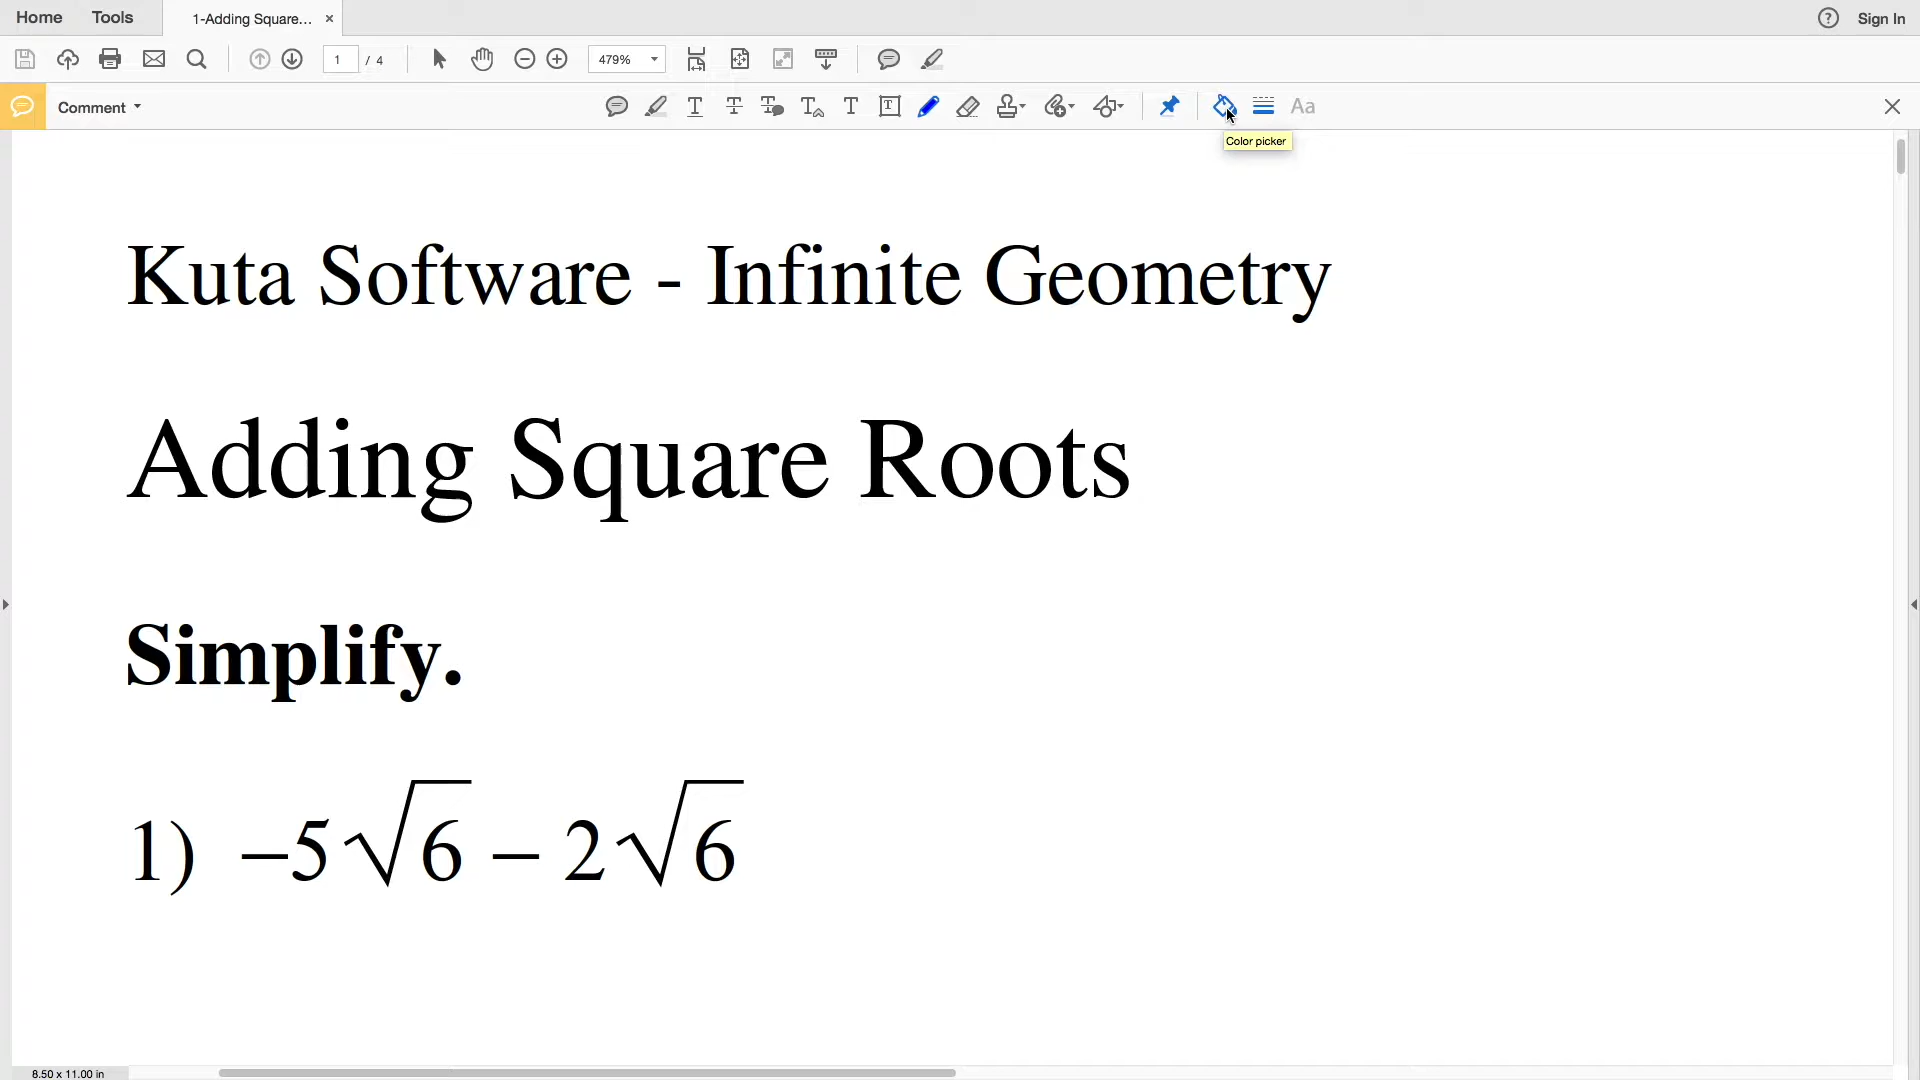 Home Tools 1-Adding Square... × Sign In
1 / 4 479%
Comment Aa
Color picker
Kuta Software - Infinite Geometry
Adding Square Roots
Simplify.
1) −5√6 − 2√6
8.50 x 11.00 in